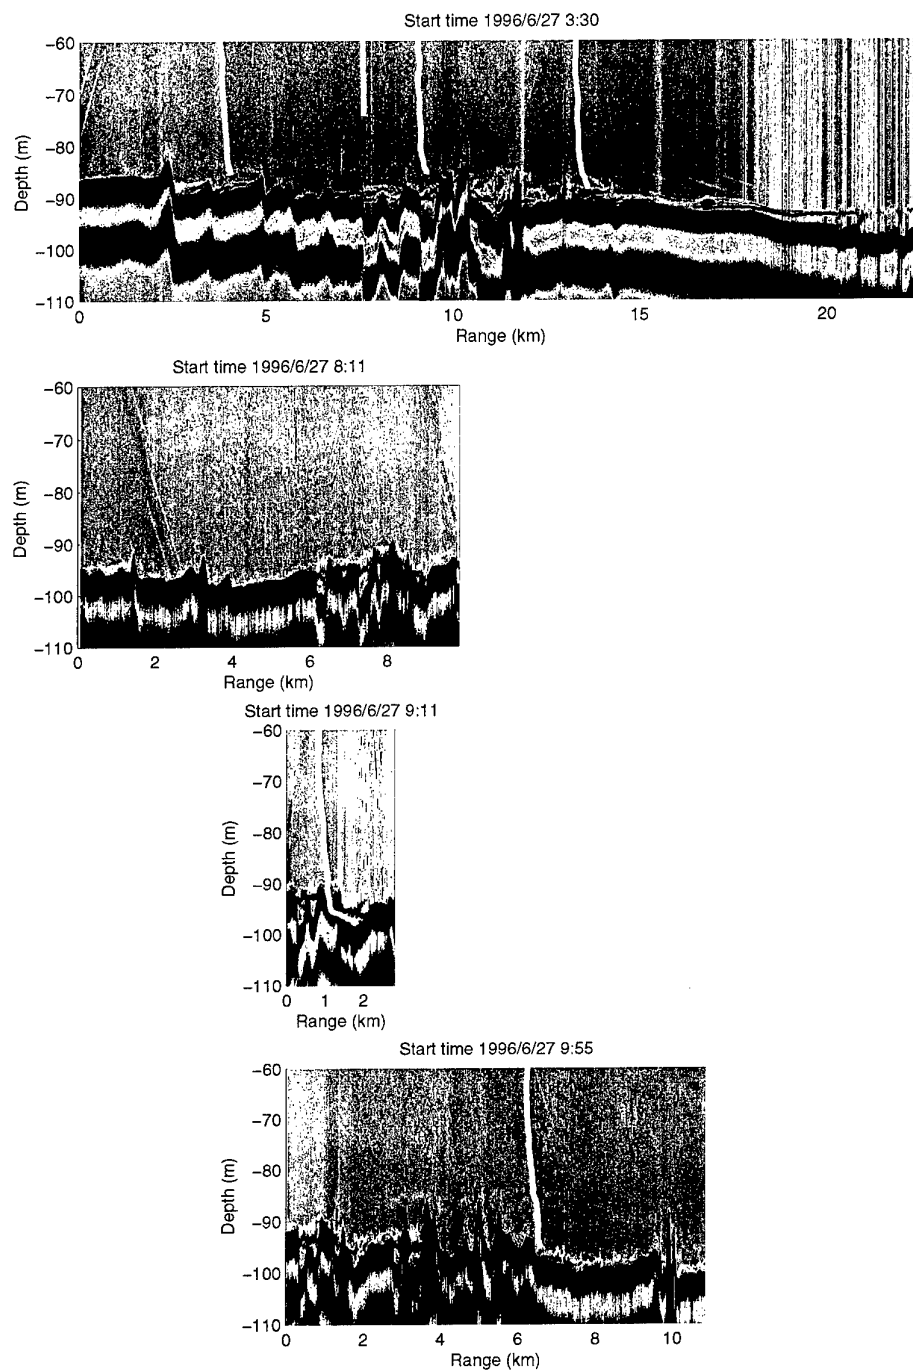 Start time 1996/6/27 3:30
−60
−70
−80
−90
−100
−110
Depth (m)
0 5 10 15 20
Range (km)
Start time 1996/6/27 8:11
−60
−70
−80
−90
−100
−110
Depth (m)
0 2 4 6 8
Range (km)
Start time 1996/6/27 9:11
−60
−70
−80
−90
−100
−110
Depth (m)
0 1 2
Range (km)
Start time 1996/6/27 9:55
−60
−70
−80
−90
−100
−110
Depth (m)
0 2 4 6 8 10
Range (km)